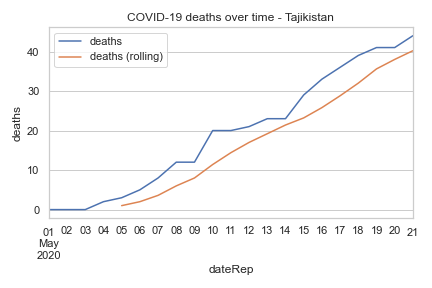 COVID-19 deaths over time - Tajikistan
deaths
deaths (rolling)
40
30
20
10
0
deaths
01 02 03 04 05 06 07 08 09 10 11 12 13 14 15 16 17 18 19 20 21
May
2020
dateRep